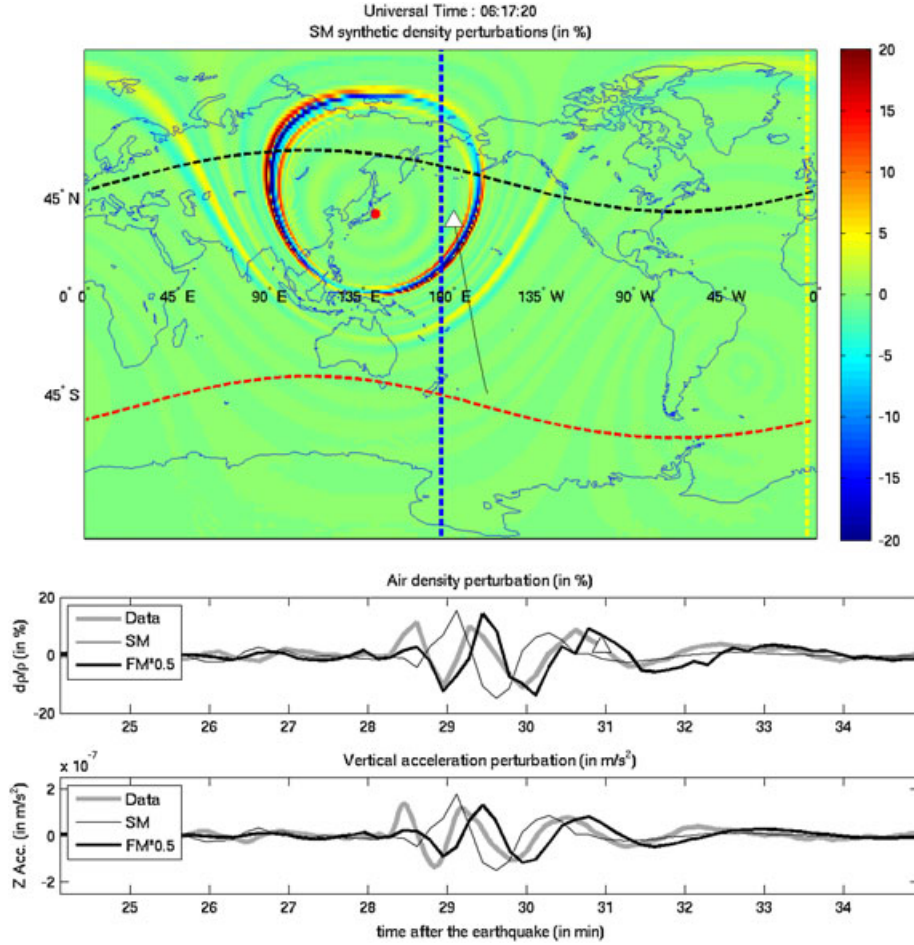 Universal Time : 06:17:20
SM synthetic density perturbations (in %)
20
15
10
5
0
-5
-10
-15
-20
45° N
0° 0 45° E 90° E 135° E 180° E 135° W 90° W 45° W 0°
45° S
Air density perturbation (in %)
dρ/ρ (in %)
20
0
-20
Data
SM
FM*0.5
25 26 27 28 29 30 31 32 33 34
Vertical acceleration perturbation (in m/s²)
x 10⁻⁷
Z Acc. (in m/s²)
2
0
-2
Data
SM
FM*0.5
25 26 27 28 29 30 31 32 33 34
time after the earthquake (in min)